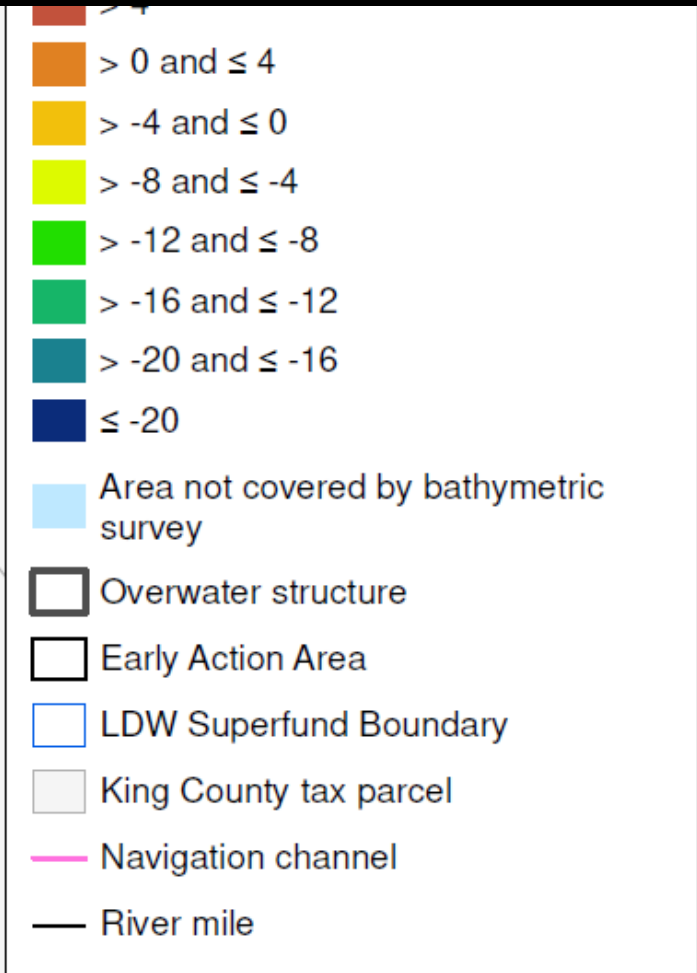 > 4
> 0 and ≤ 4
> -4 and ≤ 0
> -8 and ≤ -4
> -12 and ≤ -8
> -16 and ≤ -12
> -20 and ≤ -16
≤ -20
Area not covered by bathymetric
survey
Overwater structure
Early Action Area
LDW Superfund Boundary
King County tax parcel
Navigation channel
River mile